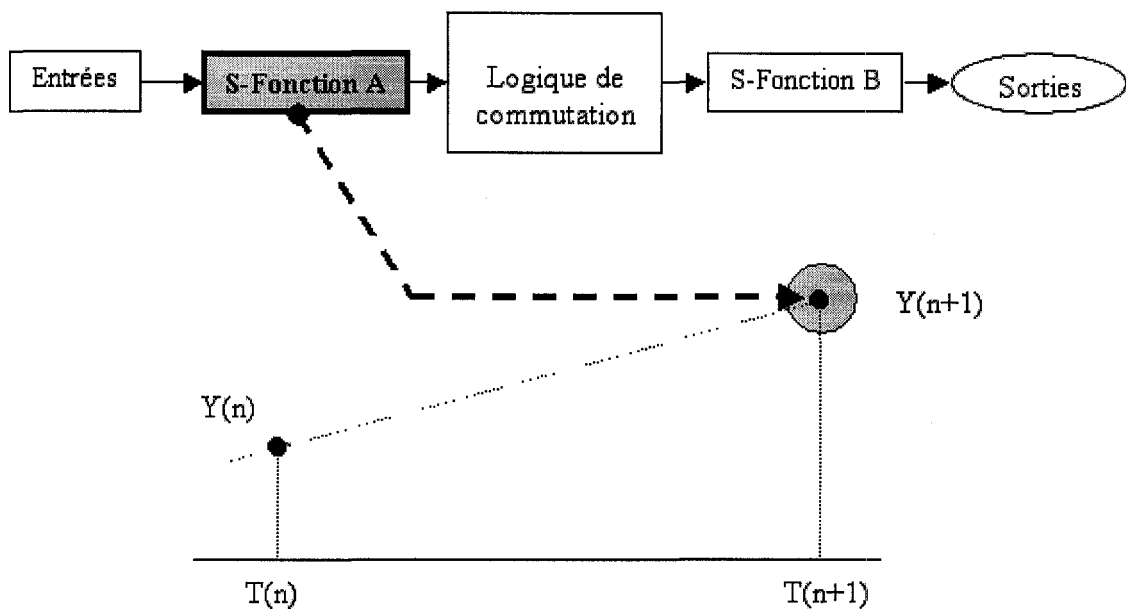 Entrées
S-Fonction A
Logique de
commutation
S-Fonction B
Sorties
Y(n+1)
Y(n)
T(n)
T(n+1)